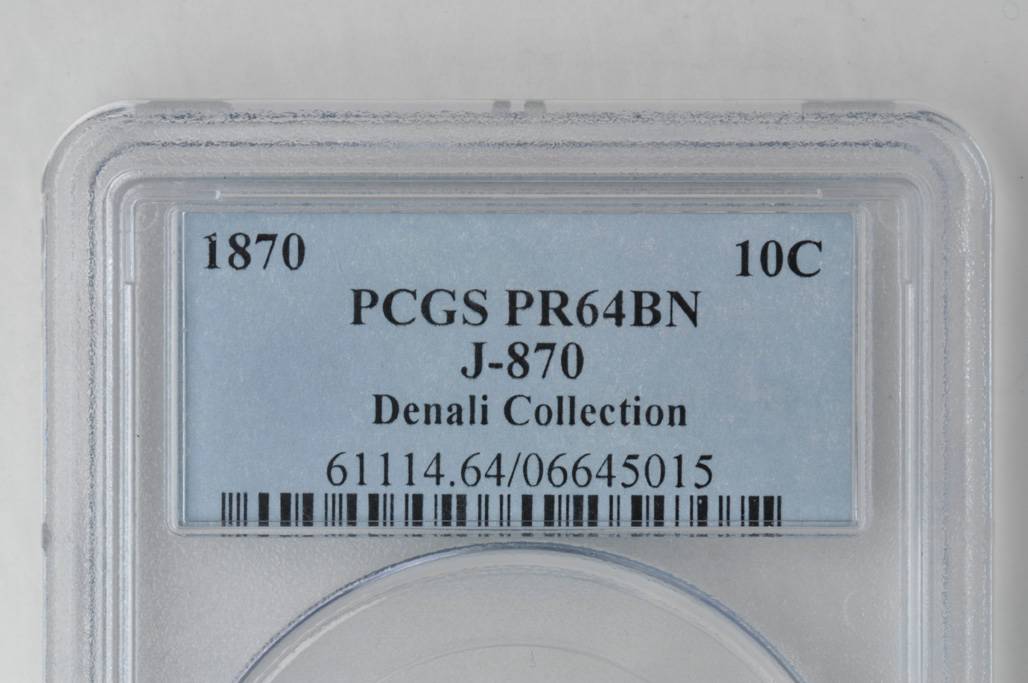 1870 10C
PCGS PR64BN
J-870
Denali Collection
61114.64/06645015